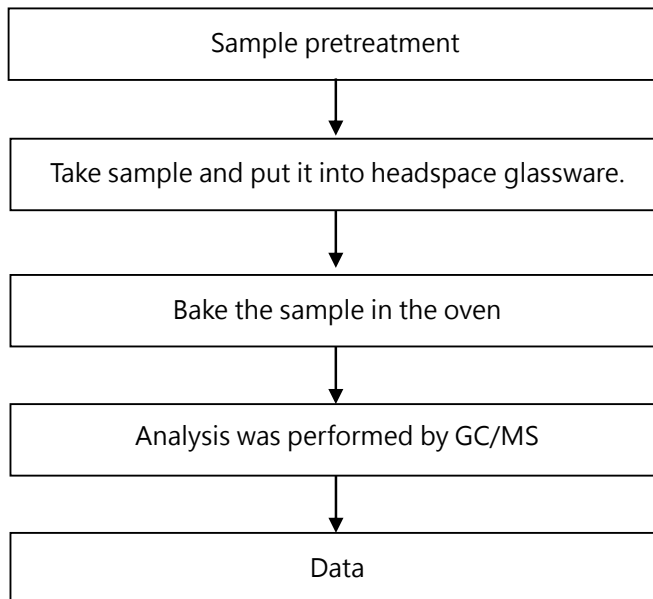 Sample pretreatment
Take sample and put it into headspace glassware.
Bake the sample in the oven
Analysis was performed by GC/MS
Data